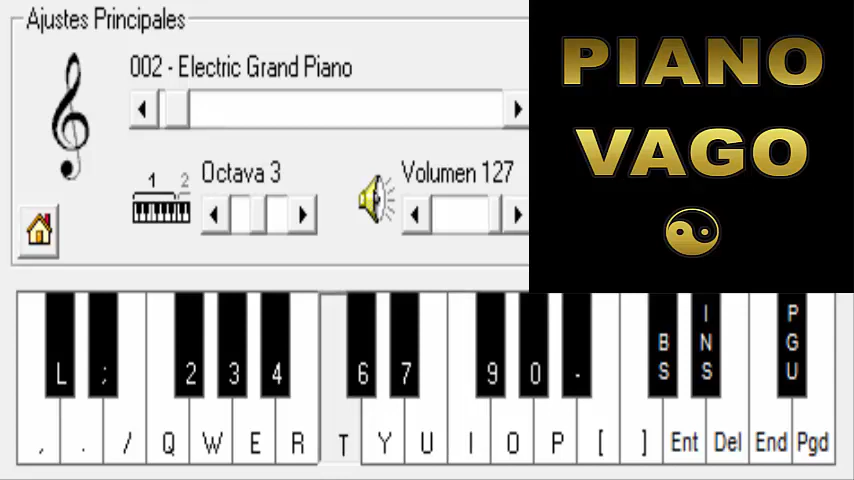 Ajustes Principales
002 - Electric Grand Piano
1 2
Octava 3
Volumen 127
PIANO
VAGO
L ; 2 3 4 6 7 9 0 - BS INS PGU
, . / Q W E R T Y U I O P [ ] Ent Del End Pgd